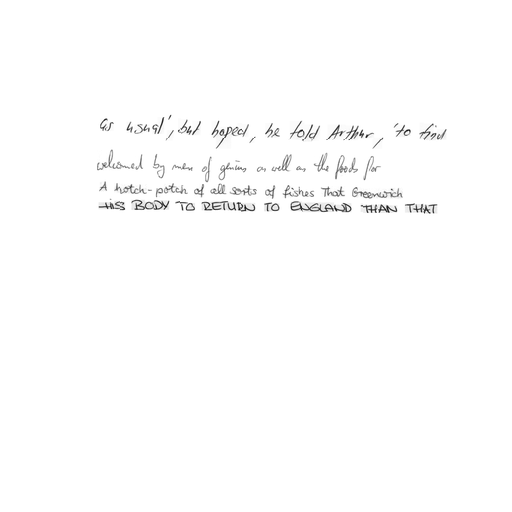 as usual', but hoped, he told Arthur, 'to find
welcomed by men of genius as well as the fools for
A hotch-potch of all sorts of fishes that Greenwich
HIS BODY TO RETURN TO ENGLAND THAN THAT